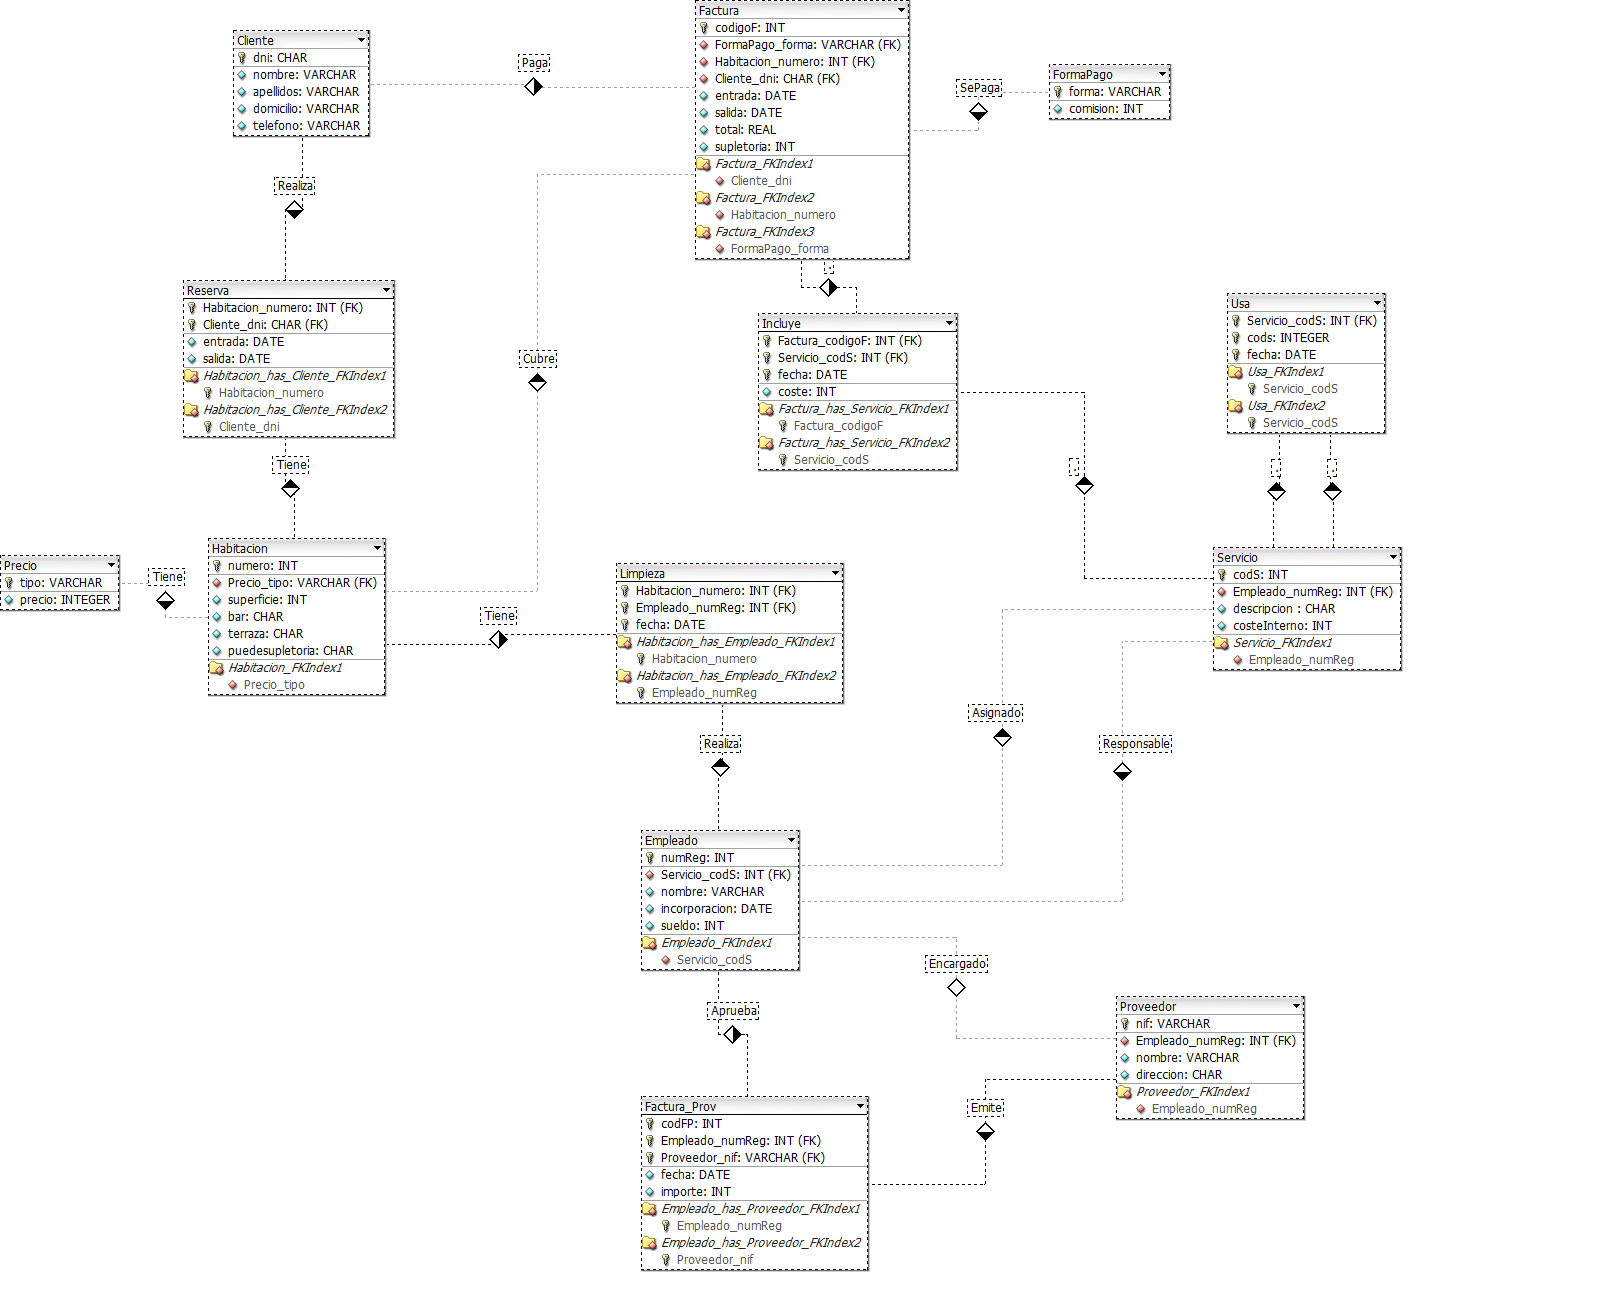 Cliente
dni: CHAR
nombre: VARCHAR
apellidos: VARCHAR
domicilio: VARCHAR
telefono: VARCHAR
Paga
Factura
codigoF: INT
FormaPago_forma: VARCHAR (FK)
Habitacion_numero: INT (FK)
Cliente_dni: CHAR (FK)
entrada: DATE
salida: DATE
total: REAL
supletoria: INT
Factura_FKIndex1
Cliente_dni
Factura_FKIndex2
Habitacion_numero
Factura_FKIndex3
FormaPago_forma
SePaga
FormaPago
forma: VARCHAR
comision: INT
Realiza
Reserva
Habitacion_numero: INT (FK)
Cliente_dni: CHAR (FK)
entrada: DATE
salida: DATE
Habitacion_has_Cliente_FKIndex1
Habitacion_numero
Habitacion_has_Cliente_FKIndex2
Cliente_dni
Cubre
Incluye
Factura_codigoF: INT (FK)
Servicio_codS: INT (FK)
fecha: DATE
coste: INT
Factura_has_Servicio_FKIndex1
Factura_codigoF
Factura_has_Servicio_FKIndex2
Servicio_codS
Usa
Servicio_codS: INT (FK)
cods: INTEGER
fecha: DATE
Usa_FKIndex1
Servicio_codS
Usa_FKIndex2
Servicio_codS
Tiene
Precio
tipo: VARCHAR
precio: INTEGER
Tiene
Habitacion
numero: INT
Precio_tipo: VARCHAR (FK)
superficie: INT
bar: CHAR
terraza: CHAR
puedesupletoria: CHAR
Habitacion_FKIndex1
Precio_tipo
Tiene
Limpieza
Habitacion_numero: INT (FK)
Empleado_numReg: INT (FK)
fecha: DATE
Habitacion_has_Empleado_FKIndex1
Habitacion_numero
Habitacion_has_Empleado_FKIndex2
Empleado_numReg
Servicio
codS: INT
Empleado_numReg: INT (FK)
descripcion : CHAR
costeInterno: INT
Servicio_FKIndex1
Empleado_numReg
Asignado
Responsable
Realiza
Empleado
numReg: INT
Servicio_codS: INT (FK)
nombre: VARCHAR
incorporacion: DATE
sueldo: INT
Empleado_FKIndex1
Servicio_codS
Encargado
Aprueba
Proveedor
nif: VARCHAR
Empleado_numReg: INT (FK)
nombre: VARCHAR
direccion: CHAR
Proveedor_FKIndex1
Empleado_numReg
Emite
Factura_Prov
codFP: INT
Empleado_numReg: INT (FK)
Proveedor_nif: VARCHAR (FK)
fecha: DATE
importe: INT
Empleado_has_Proveedor_FKIndex1
Empleado_numReg
Empleado_has_Proveedor_FKIndex2
Proveedor_nif